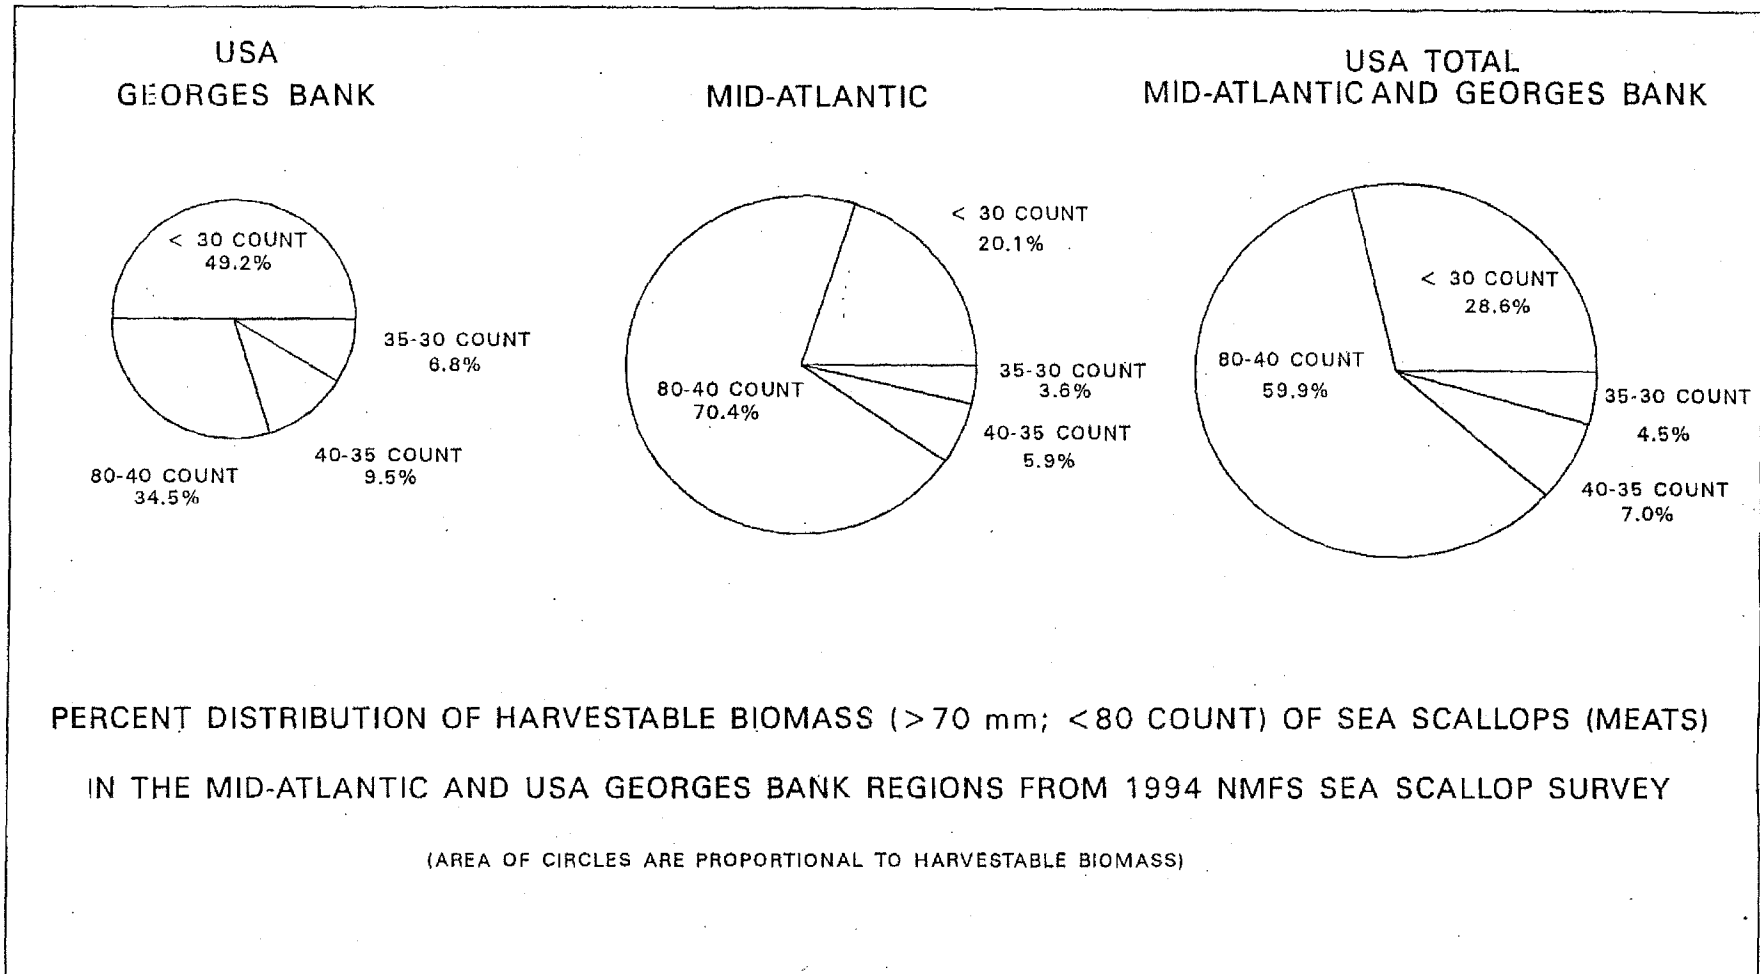 USA
GEORGES BANK
< 30 COUNT
49.2%
35-30 COUNT
6.8%
40-35 COUNT
9.5%
80-40 COUNT
34.5%
MID-ATLANTIC
< 30 COUNT
20.1%
35-30 COUNT
3.6%
40-35 COUNT
5.9%
80-40 COUNT
70.4%
USA TOTAL
MID-ATLANTIC AND GEORGES BANK
< 30 COUNT
28.6%
80-40 COUNT
59.9%
35-30 COUNT
4.5%
40-35 COUNT
7.0%
PERCENT DISTRIBUTION OF HARVESTABLE BIOMASS (>70 mm; <80 COUNT) OF SEA SCALLOPS (MEATS)
IN THE MID-ATLANTIC AND USA GEORGES BANK REGIONS FROM 1994 NMFS SEA SCALLOP SURVEY
(AREA OF CIRCLES ARE PROPORTIONAL TO HARVESTABLE BIOMASS)